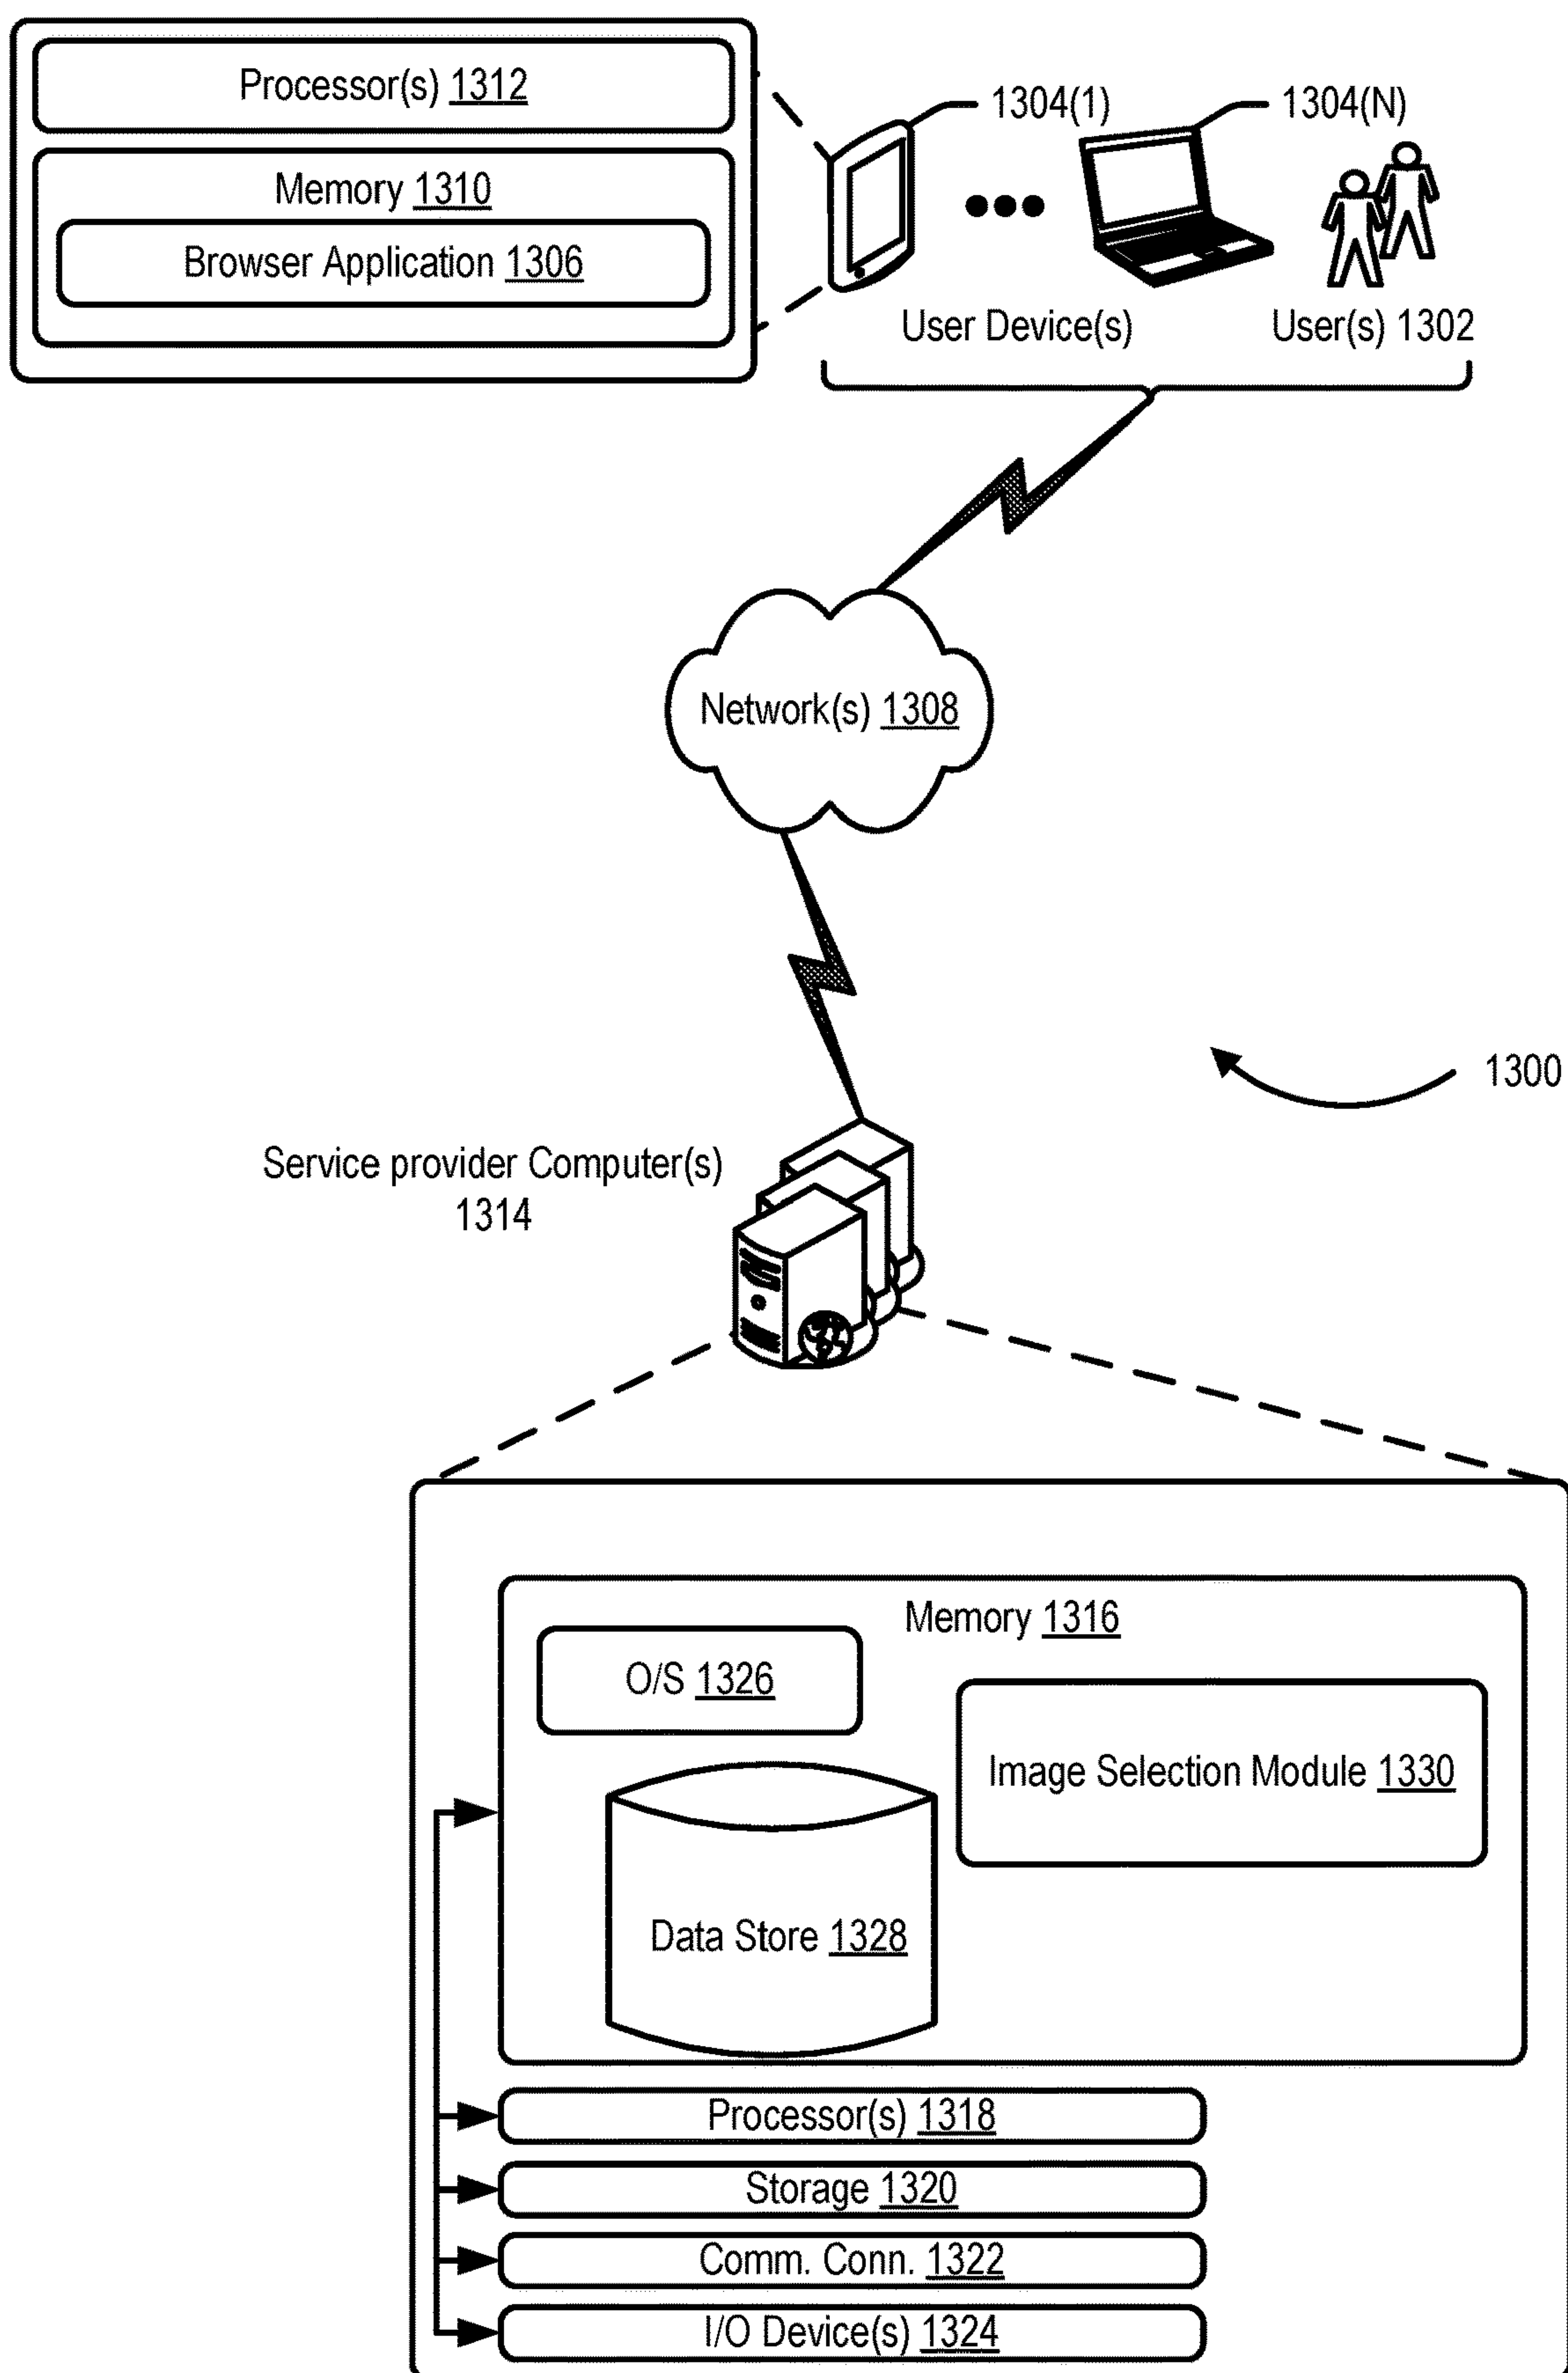 Processor(s) 1312
Memory 1310
Browser Application 1306
1304(1)
1304(N)
User Device(s)
User(s) 1302
Network(s) 1308
1300
Service provider Computer(s)
1314
Memory 1316
O/S 1326
Image Selection Module 1330
Data Store 1328
Processor(s) 1318
Storage 1320
Comm. Conn. 1322
I/O Device(s) 1324